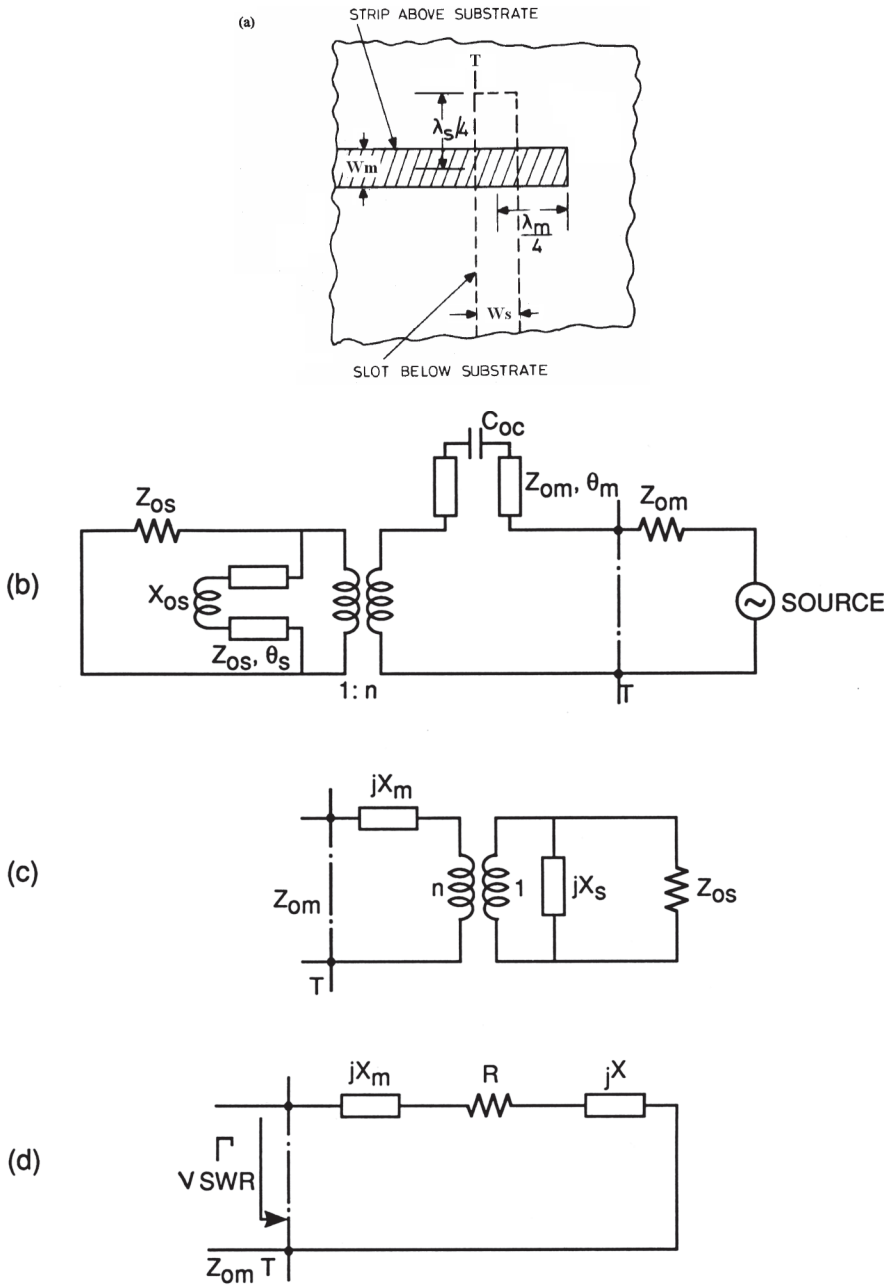 (a)
STRIP ABOVE SUBSTRATE
T
λs/4
Wm
λm
4
Ws
SLOT BELOW SUBSTRATE
(b)
Coc
Zos
Zom, θm
Zom
Xos
SOURCE
Zos, θs
1: n
T
(c)
jXm
n
1
jXs
Zos
Zom
T
(d)
jXm
R
jX
Γ
VSWR
Zom T